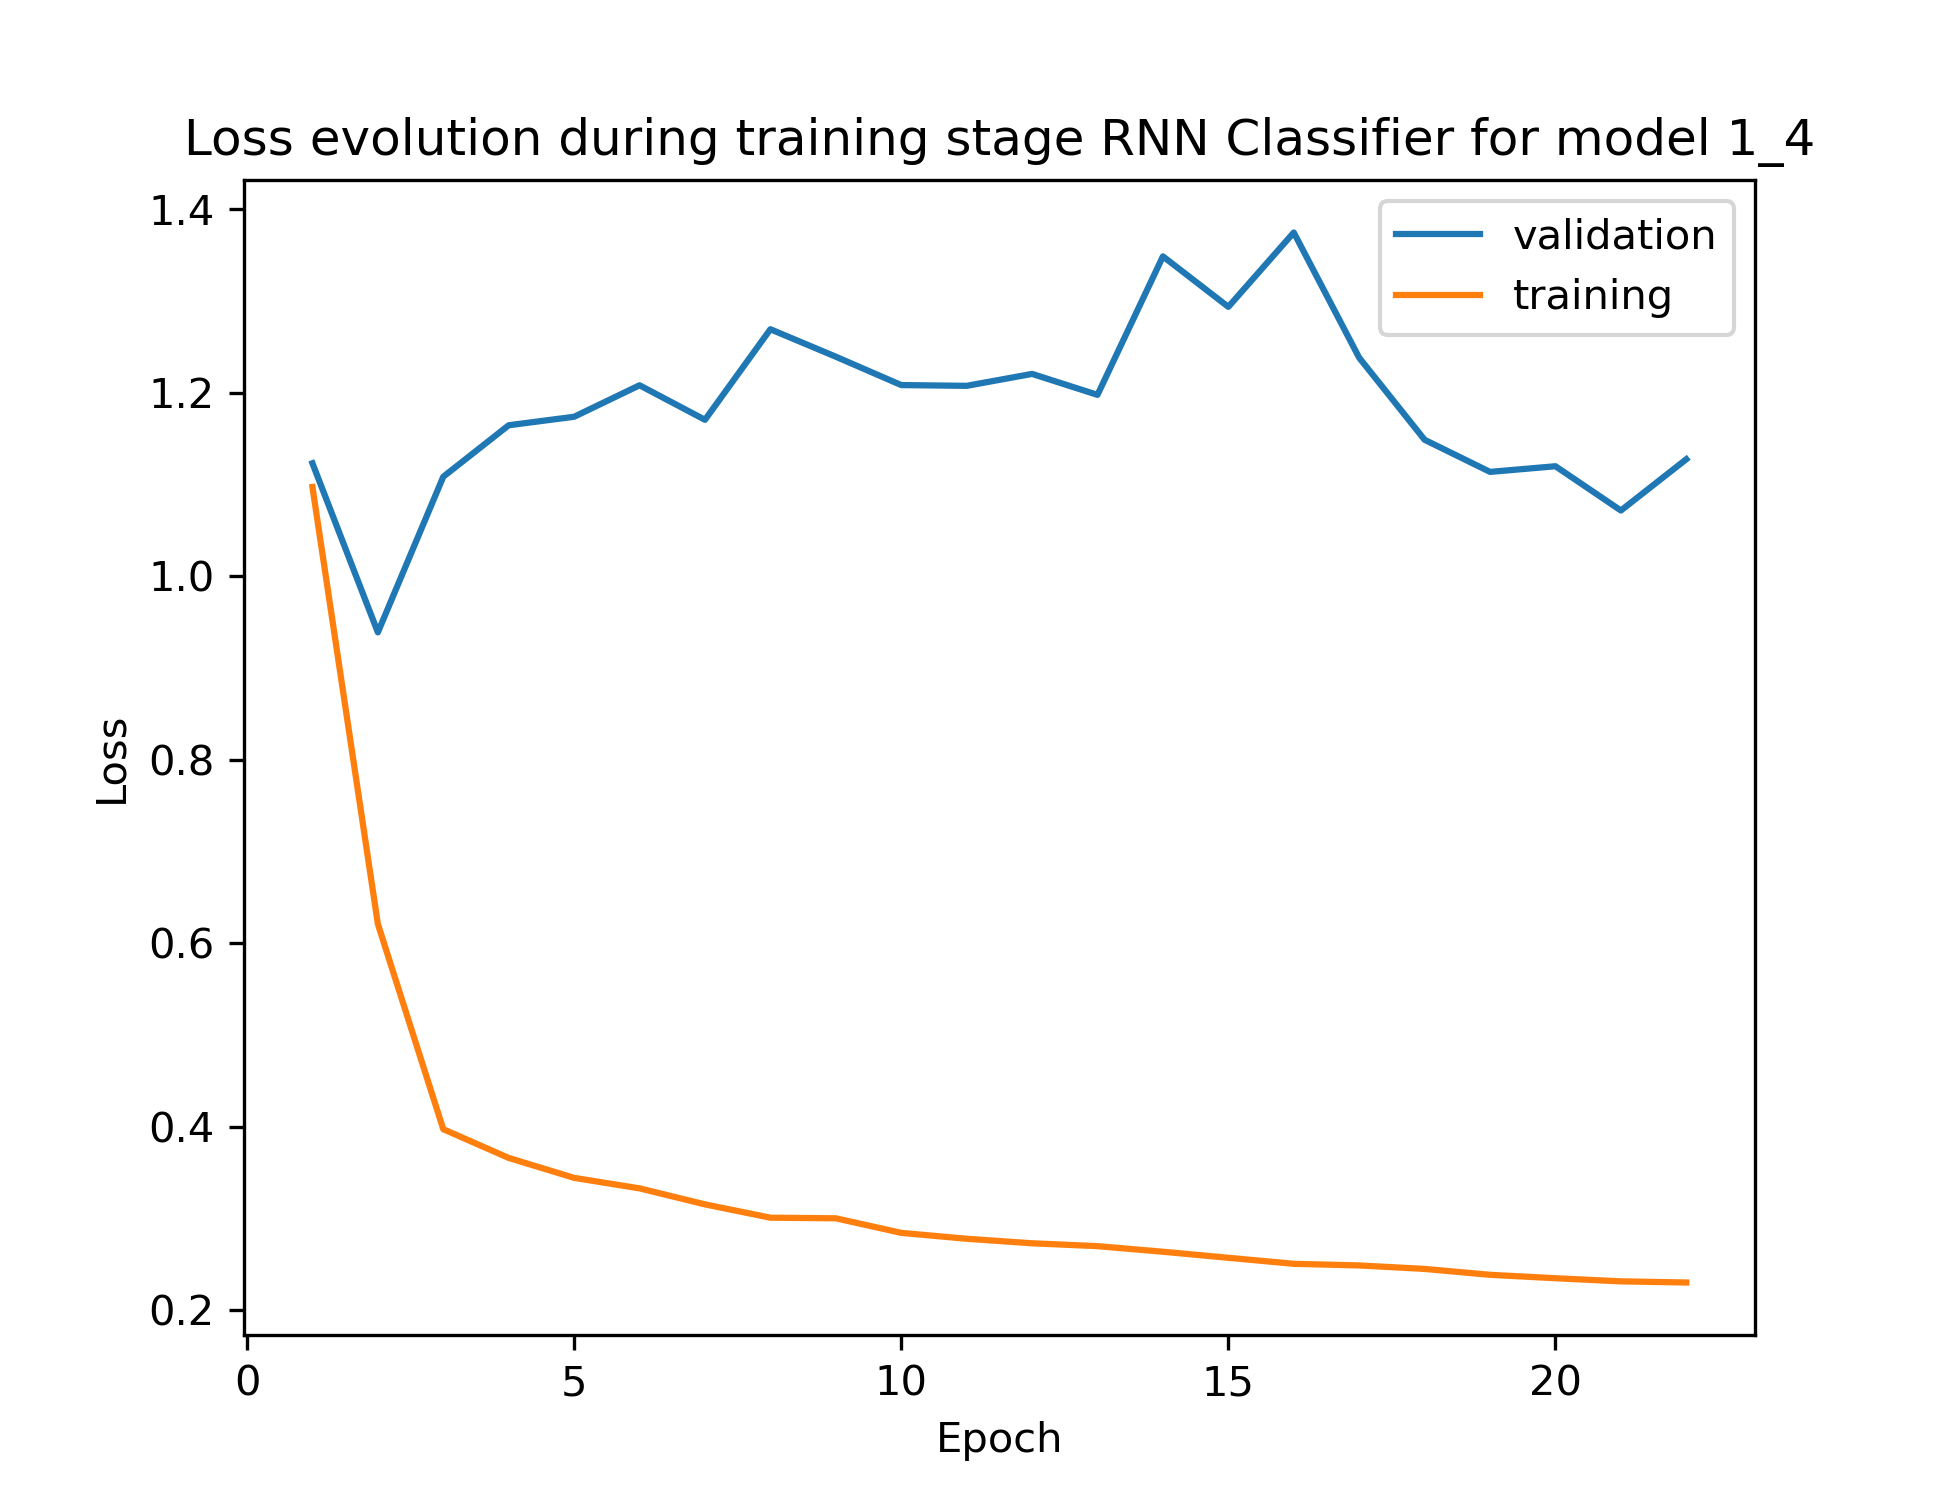 Loss evolution during training stage RNN Classifier for model 1_4
1.4
1.2
1.0
0.8
0.6
0.4
0.2
Loss
validation
training
0 5 10 15 20
Epoch